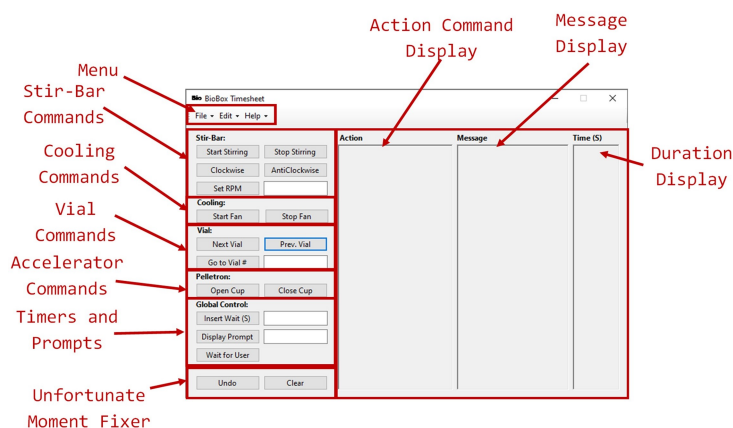 Action Command
Display
Message
Display
Menu
Stir-Bar
Commands
Cooling
Commands
Vial
Commands
Accelerator
Commands
Timers and
Prompts
Unfortunate
Moment Fixer
Duration
Display
Bio BioBox Timesheet
File Edit Help
Stir-Bar:
Start Stirring Stop Stirring
Clockwise AntiClockwise
Set RPM
Cooling:
Start Fan Stop Fan
Vial:
Next Vial Prev. Vial
Go to Vial #
Pelletron:
Open Cup Close Cup
Global Control:
Insert Wait (S)
Display Prompt
Wait for User
Undo Clear
Action Message Time (S)